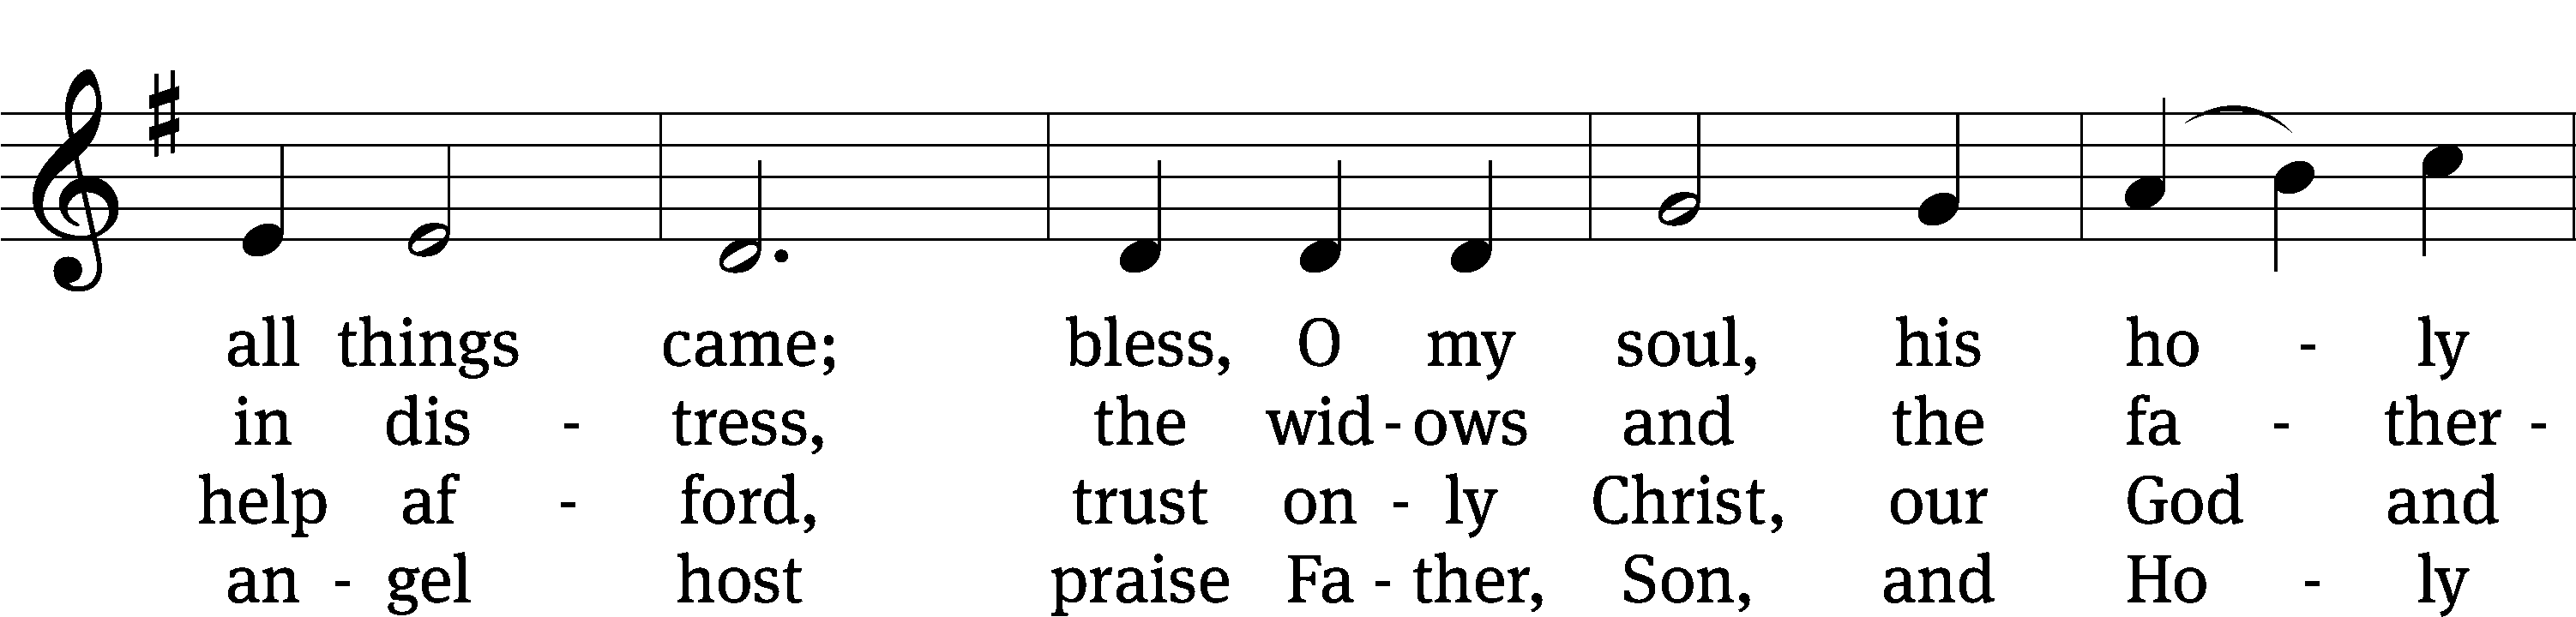 all things came; bless, O my soul, his ho - ly
in dis - tress, the wid - ows and the fa - ther -
help af - ford, trust on - ly Christ, our God and
an - gel host praise Fa - ther, Son, and Ho - ly